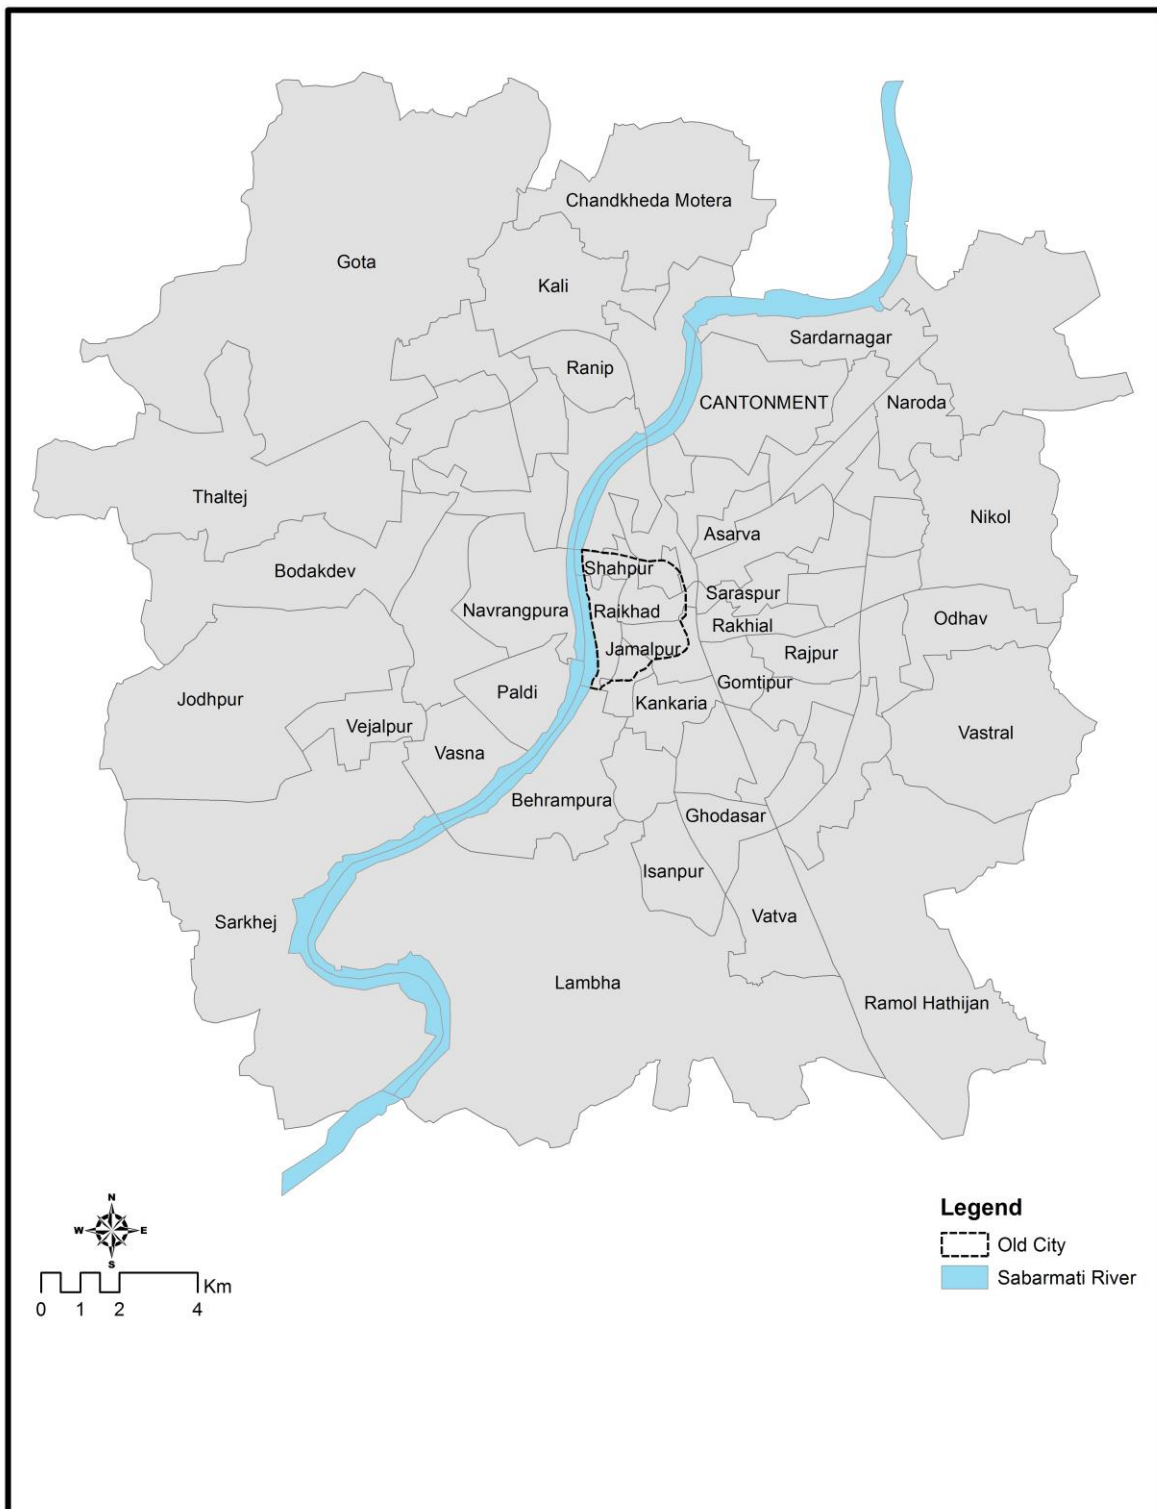 Chandkheda Motera
Gota
Kali
Sardarnagar
Ranip
CANTONMENT
Naroda
Thaltej
Nikol
Asarva
Bodakdev
Shahpur
Saraspur
Navrangpura
Raikhad
Rakhial
Odhav
Jamalpur
Rajpur
Gomtipur
Paldi
Jodhpur
Kankaria
Vejalpur
Vastral
Vasna
Behrampura
Ghodasar
Isanpur
Vatva
Sarkhej
Lambha
Ramol Hathijan
N
W E
S
Km
0 1 2 4
Legend
Old City
Sabarmati River